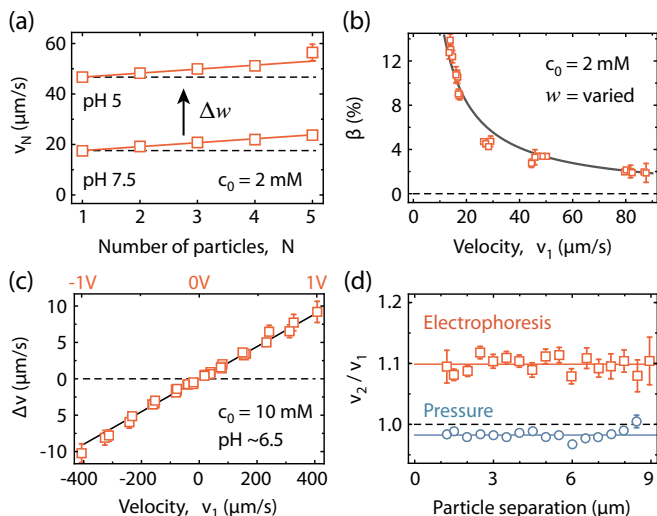 (a)
v_N (μm/s)
60
40
20
0
pH 5
Δw
pH 7.5
c₀ = 2 mM
1 2 3 4 5
Number of particles, N
(b)
β (%)
12
8
4
0
c₀ = 2 mM
w = varied
0 20 40 60 80
Velocity, v₁ (μm/s)
(c)
-1V 0V 1V
Δv (μm/s)
10
5
0
5
-10
c₀ = 10 mM
pH ~6.5
-400 -200 0 200 400
Velocity, v₁ (μm/s)
(d)
v₂ / v₁
1.2
1.1
1.0
Electrophoresis
Pressure
0 3 6 9
Particle separation (μm)